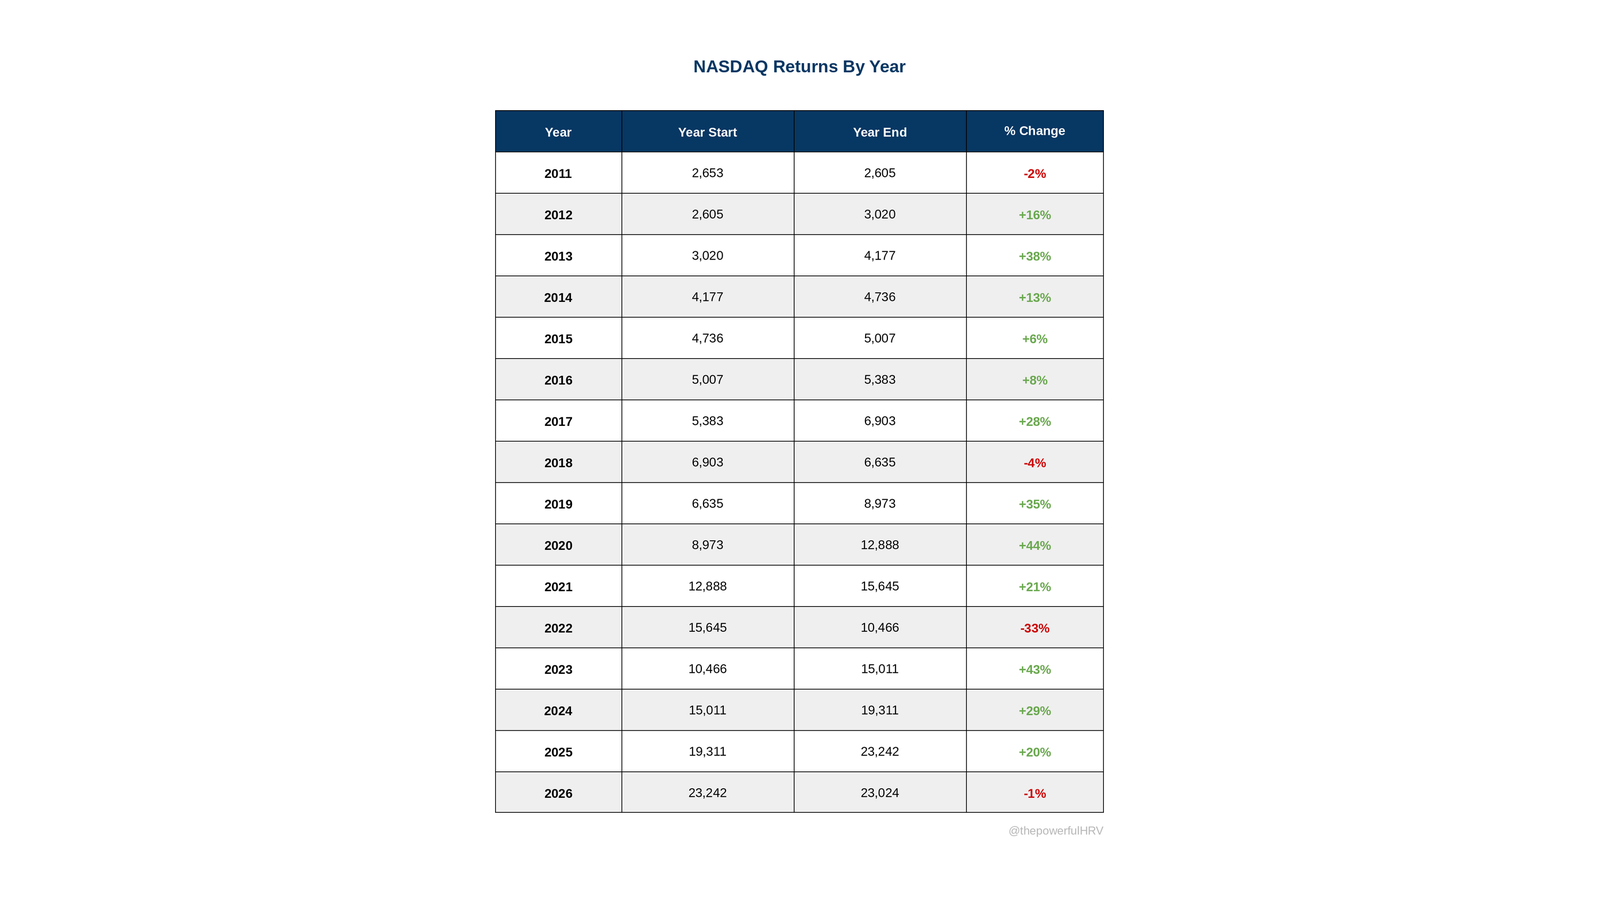 NASDAQ Returns By Year
Year Year Start Year End % Change
2011 2,653 2,605 -2%
2012 2,605 3,020 +16%
2013 3,020 4,177 +38%
2014 4,177 4,736 +13%
2015 4,736 5,007 +6%
2016 5,007 5,383 +8%
2017 5,383 6,903 +28%
2018 6,903 6,635 -4%
2019 6,635 8,973 +35%
2020 8,973 12,888 +44%
2021 12,888 15,645 +21%
2022 15,645 10,466 -33%
2023 10,466 15,011 +43%
2024 15,011 19,311 +29%
2025 19,311 23,242 +20%
2026 23,242 23,024 -1%
@thepowerfulHRV